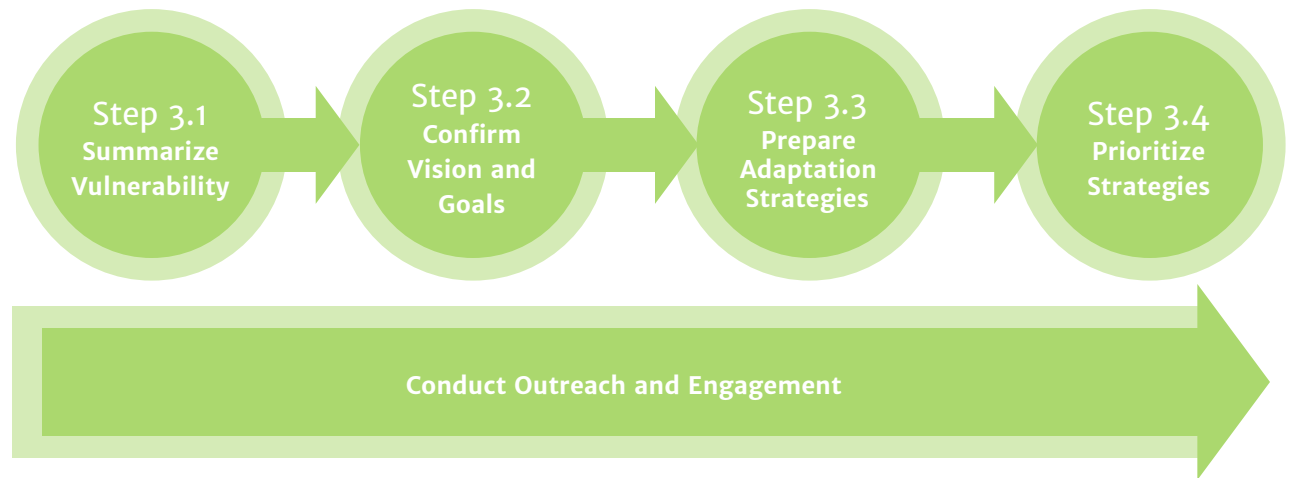 Step 3.1
Summarize
Vulnerability
Step 3.2
Confirm
Vision and
Goals
Step 3.3
Prepare
Adaptation
Strategies
Step 3.4
Prioritize
Strategies
Conduct Outreach and Engagement